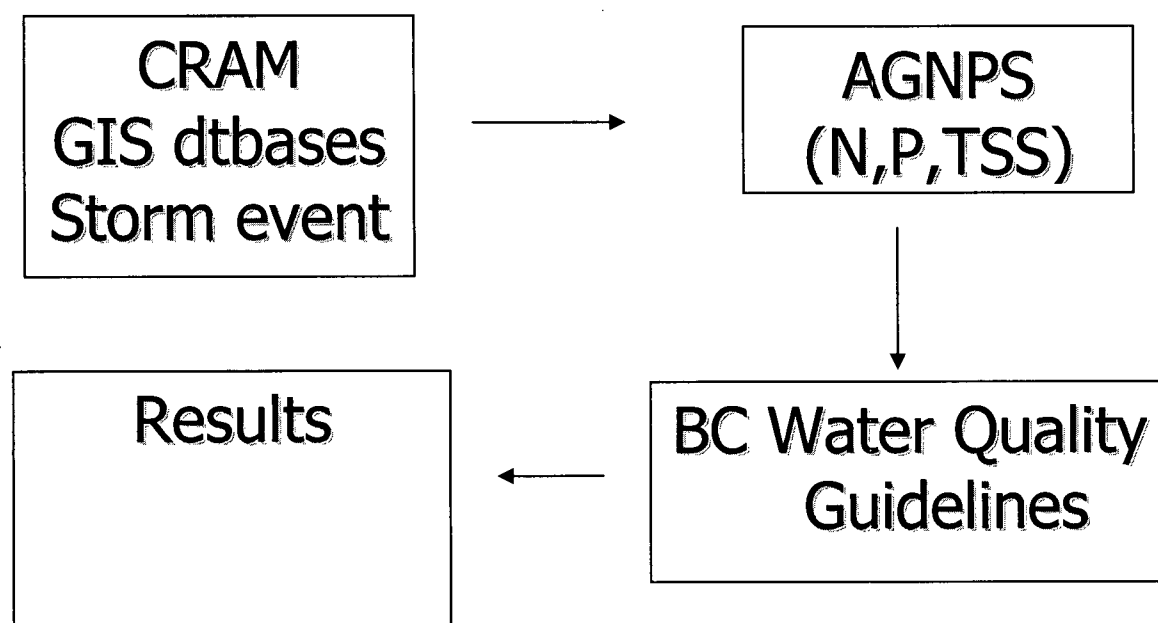 CRAM
GIS dtbases
Storm event
AGNPS
(N,P,TSS)
BC Water Quality
Guidelines
Results